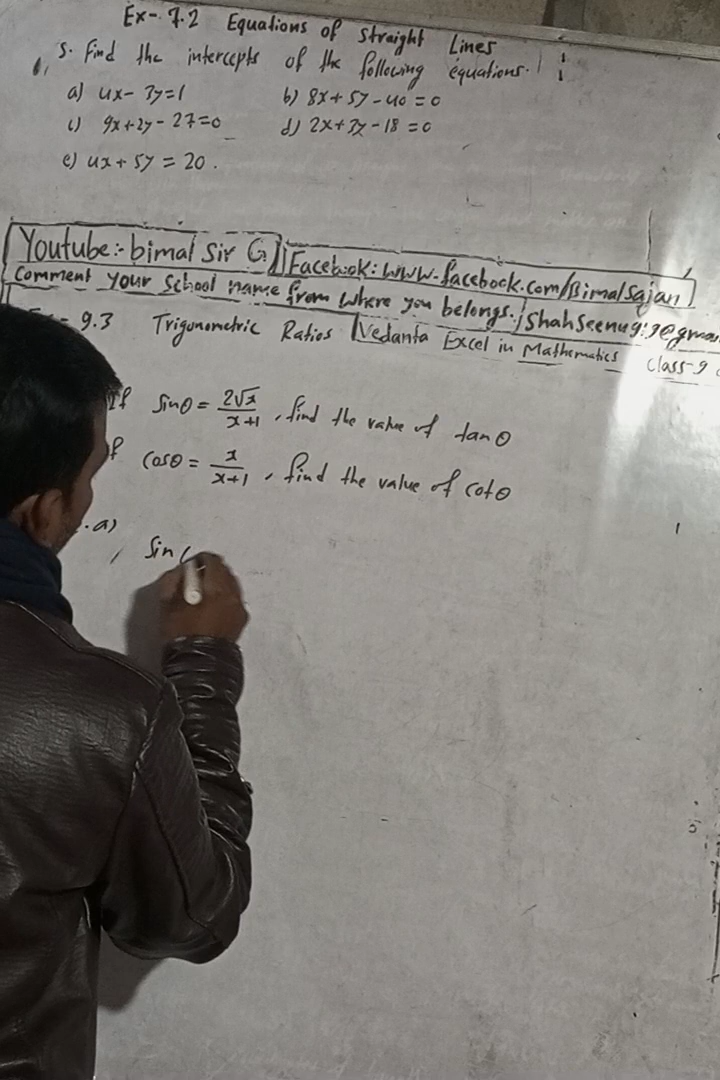 Ex-7.2 Equations of Straight Lines
5. Find the intercepts of the following equations.
a) 4x - 3y = 1 b) 8x + 5y - 40 = 0
c) 9x + 2y - 27 = 0 d) 2x + 3y - 18 = 0
e) 4x + 5y = 20.
Youtube:- bimal Sir G Facebook: www.facebook.com/Bimalsajan
Comment your School name from where you belongs. /
9.3 Trigonometric Ratios / Vedanta Excel in Mathematics Class-9
If Sinθ = 2√x/x+1, find the value of tanθ
If Cosθ = x/x+1, find the value of Cotθ
.a)
Sin